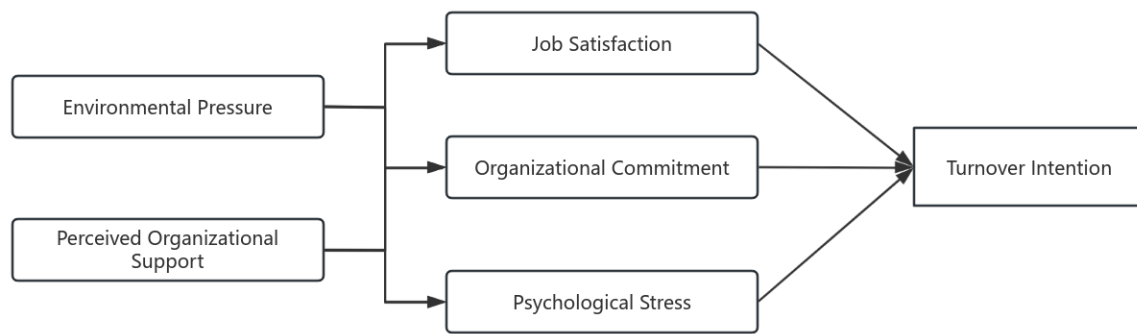 Job Satisfaction
Environmental Pressure
Organizational Commitment
Turnover Intention
Perceived Organizational
Support
Psychological Stress